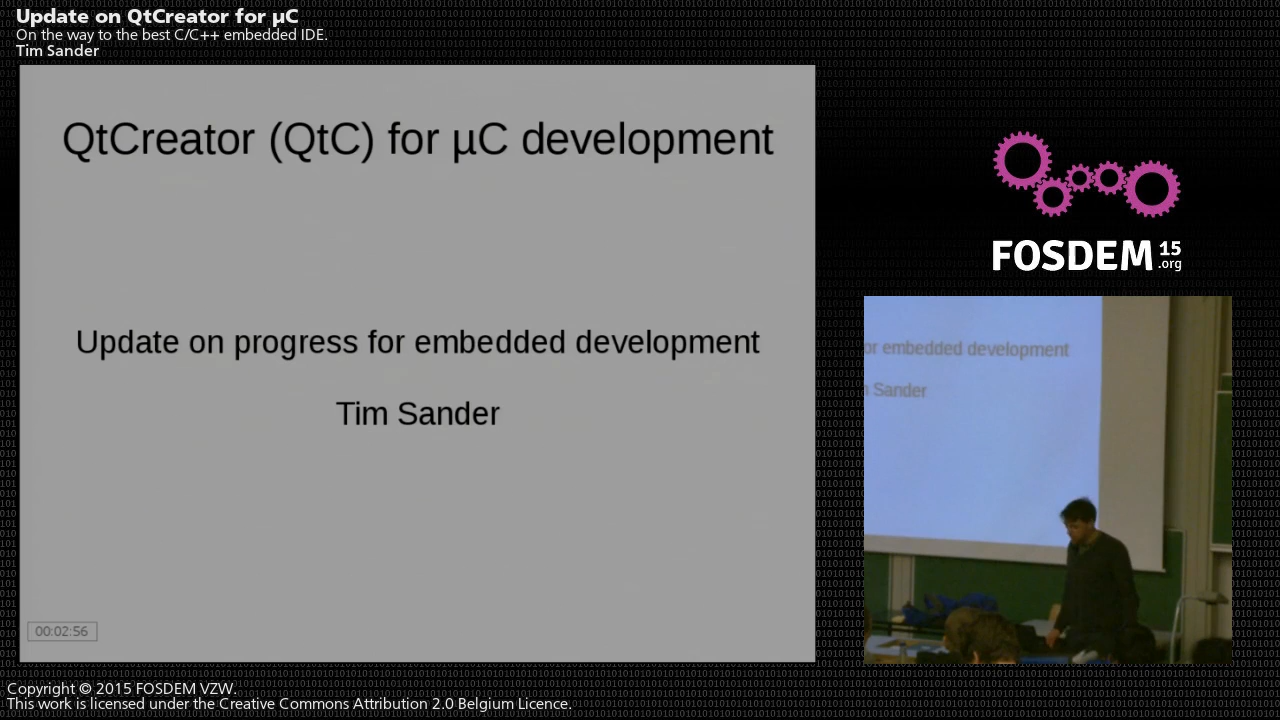 Update on QtCreator for µC
On the way to the best C/C++ embedded IDE.
Tim Sander
QtCreator (QtC) for µC development
Update on progress for embedded development
Tim Sander
00:02:56
FOSDEM 15
.org
or embedded development
Sander
Copyright © 2015 FOSDEM VZW.
This work is licensed under the Creative Commons Attribution 2.0 Belgium Licence.